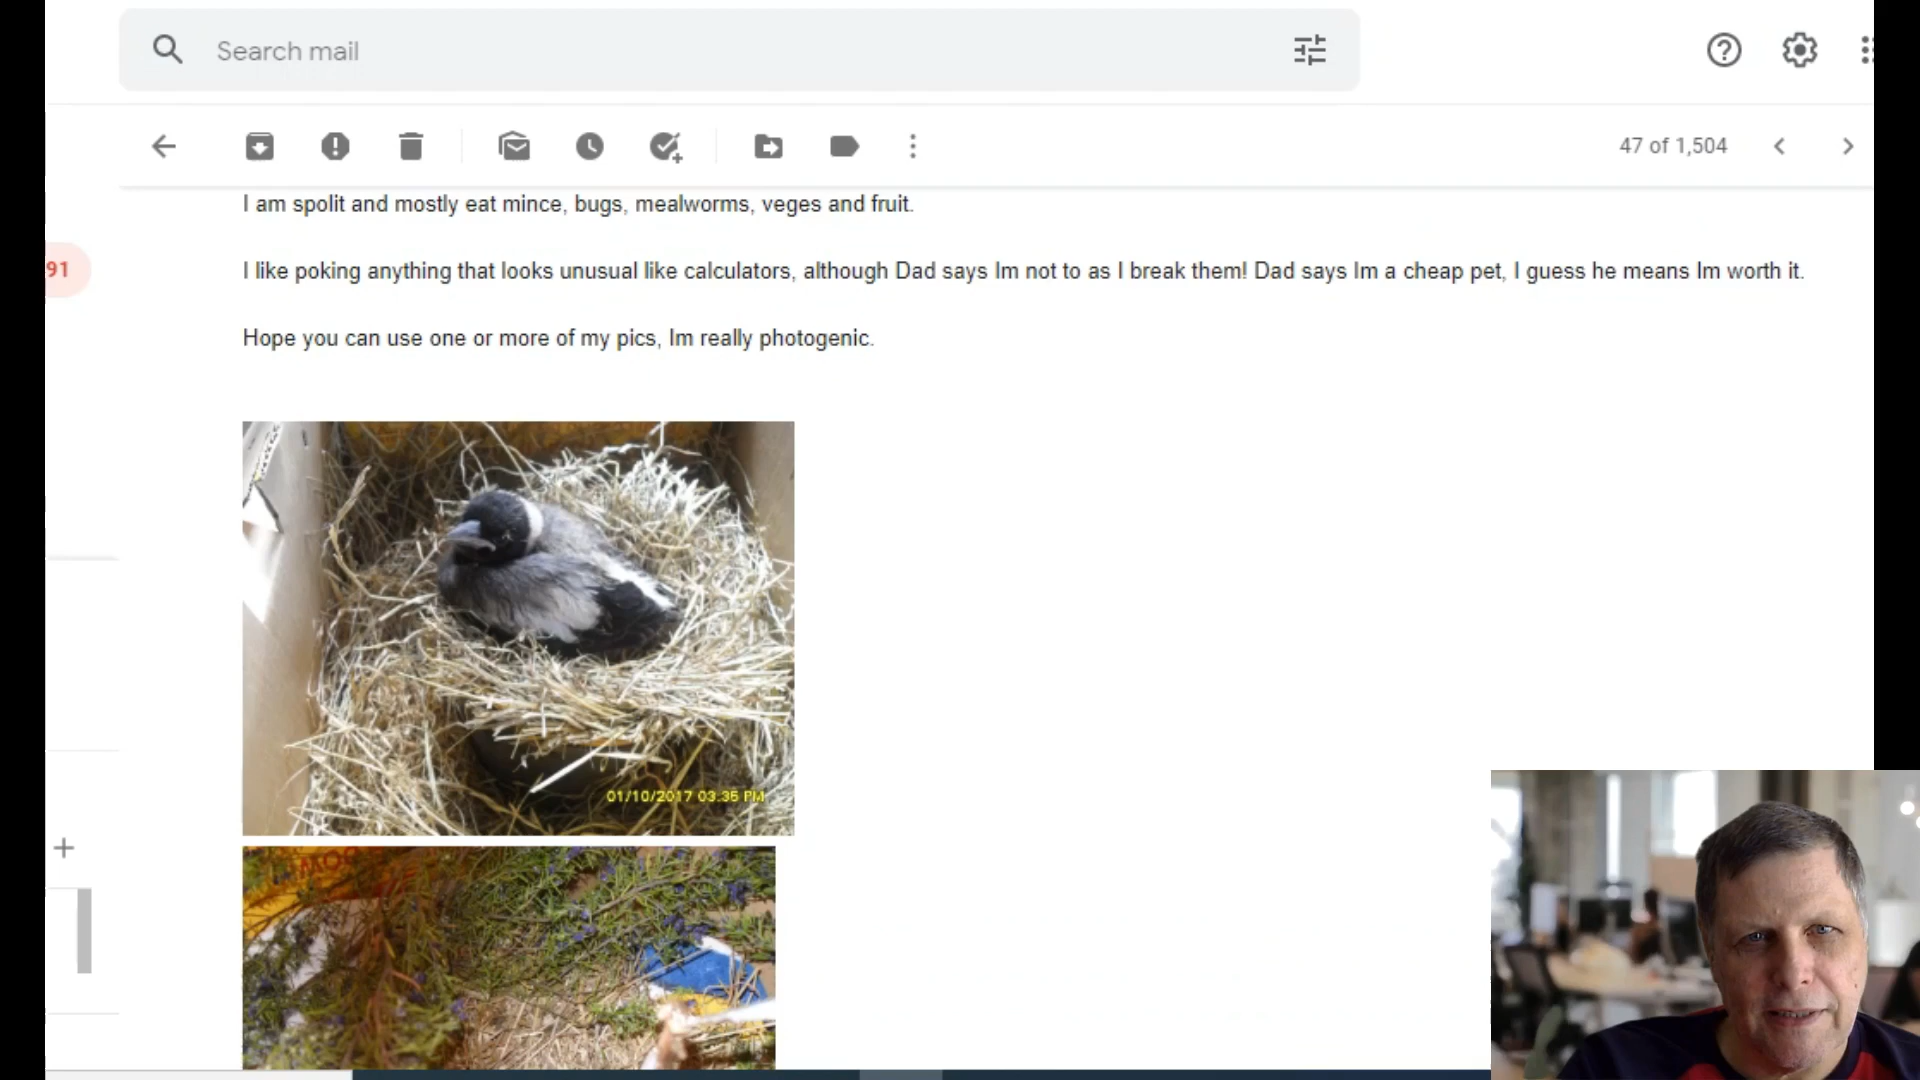 Search mail
47 of 1,504
I am spolit and mostly eat mince, bugs, mealworms, veges and fruit.
91
I like poking anything that looks unusual like calculators, although Dad says Im not to as I break them! Dad says Im a cheap pet, I guess he means Im worth it.
Hope you can use one or more of my pics, Im really photogenic.
01/10/2017 03:35 PM